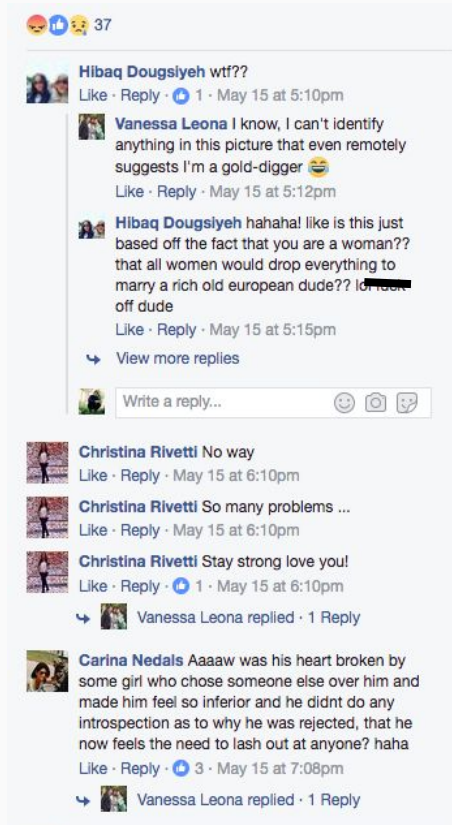 37
Hibaq Dougsiyeh wtf??
Like · Reply · 1 · May 15 at 5:10pm
Vanessa Leona I know, I can't identify
anything in this picture that even remotely
suggests I'm a gold-digger 😂
Like · Reply · May 15 at 5:12pm
Hibaq Dougsiyeh hahaha! like is this just
based off the fact that you are a woman??
that all women would drop everything to
marry a rich old european dude??
off dude
Like · Reply · May 15 at 5:15pm
View more replies
Write a reply...
Christina Rivetti No way
Like · Reply · May 15 at 6:10pm
Christina Rivetti So many problems ...
Like · Reply · May 15 at 6:10pm
Christina Rivetti Stay strong love you!
Like · Reply · 1 · May 15 at 6:10pm
Vanessa Leona replied · 1 Reply
Carina Nedals Aaaaw was his heart broken by
some girl who chose someone else over him and
made him feel so inferior and he didnt do any
introspection as to why he was rejected, that he
now feels the need to lash out at anyone? haha
Like · Reply · 3 · May 15 at 7:08pm
Vanessa Leona replied · 1 Reply